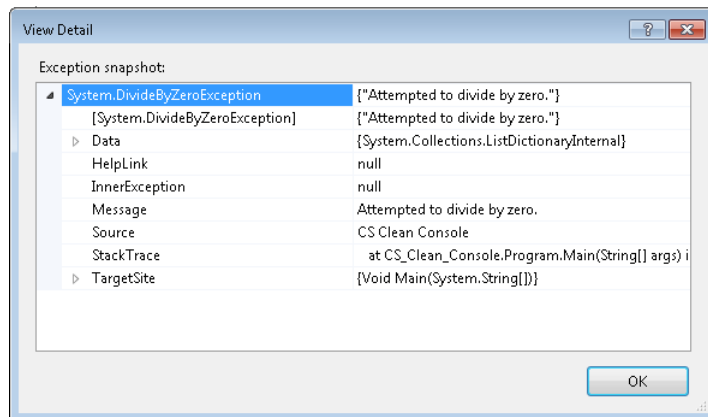 View Detail
Exception snapshot:
System.DivideByZeroException {"Attempted to divide by zero."}
[System.DivideByZeroException] {"Attempted to divide by zero."}
Data {System.Collections.ListDictionaryInternal}
HelpLink null
InnerException null
Message Attempted to divide by zero.
Source CS Clean Console
StackTrace at CS_Clean_Console.Program.Main(String[] args) i
TargetSite {Void Main(System.String[])}
OK